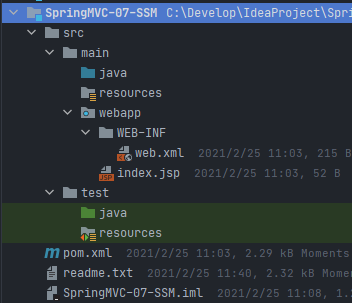 SpringMVC-07-SSM C:\Develop\IdeaProject\Spri
src
main
java
resources
webapp
WEB-INF
web.xml 2021/2/25 11:03, 215 B
index.jsp 2021/2/25 11:03, 52 B
test
java
resources
pom.xml 2021/2/25 11:03, 2.29 kB Moments
readme.txt 2021/2/25 11:40, 2.32 kB Moment
SpringMVC-07-SSM.iml 2021/2/25 11:08, 1.